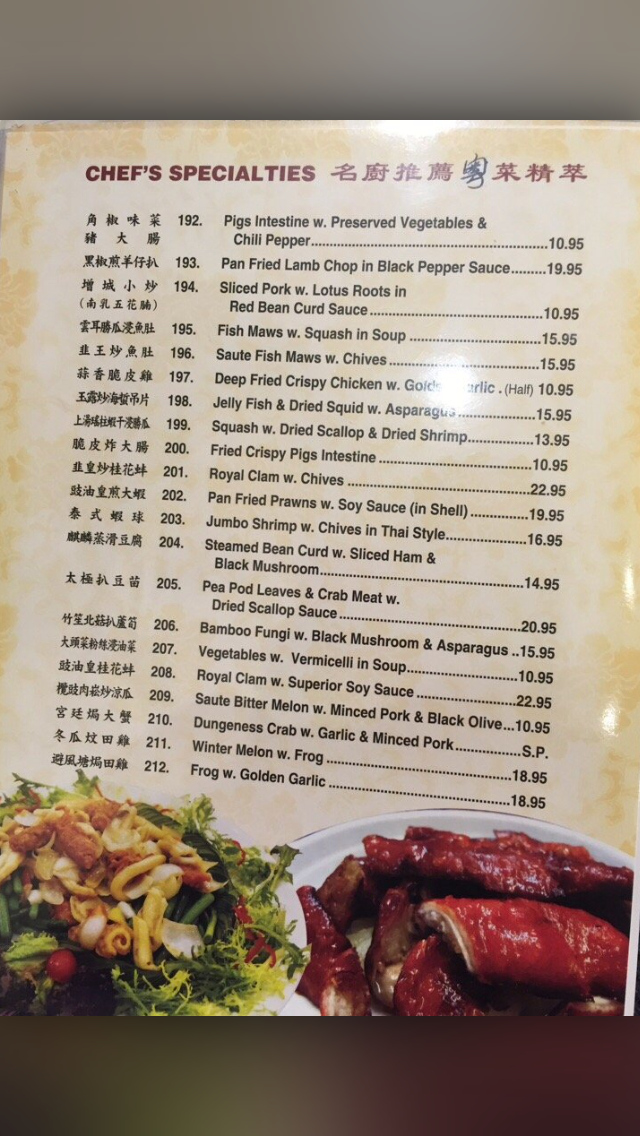 CHEF'S SPECIALTIES 名廚推薦粵菜精萃
角椒味菜 192. Pigs Intestine w. Preserved Vegetables &
豬大腸 Chili Pepper 10.95
黑椒煎羊仔扒 193. Pan Fried Lamb Chop in Black Pepper Sauce 19.95
增城小炒 194. Sliced Pork w. Lotus Roots in
(南乳五花腩) Red Bean Curd Sauce 10.95
雲耳勝瓜浸魚肚 195. Fish Maws w. Squash in Soup 15.95
韭王炒魚肚 196. Saute Fish Maws w. Chives 15.95
蒜香脆皮雞 197. Deep Fried Crispy Chicken w. (Half) 10.95
玉露炒海蜇吊片 198. Jelly Fish & Dried Squid w. Asparagus 15.95
上湯瑤柱蝦干浸勝瓜 199. Squash w. Dried Scallop & Dried Shrimp 13.95
脆皮炸大腸 200. Fried Crispy Pigs Intestine 10.95
韭皇炒桂花蚌 201. Royal Clam w. Chives 22.95
豉油皇煎大蝦 202. Pan Fried Prawns w. Soy Sauce (in Shell) 19.95
泰式蝦球 203. Jumbo Shrimp w. Chives in Thai Style 16.95
麒麟蒸滑豆腐 204. Steamed Bean Curd w. Sliced Ham &
Black Mushroom 14.95
太極扒豆苗 205. Pea Pod Leaves & Crab Meat w.
Dried Scallop Sauce 20.95
竹笙北菇扒蘆筍 206. Bamboo Fungi w. Black Mushroom & Asparagus 15.95
大頭菜粉絲浸油菜 207. Vegetables w. Vermicelli in Soup 10.95
豉油皇桂花蚌 208. Royal Clam w. Superior Soy Sauce 22.95
欖豉肉崧炒涼瓜 209. Saute Bitter Melon w. Minced Pork & Black Olive 10.95
宮廷焗大蟹 210. Dungeness Crab w. Garlic & Minced Pork S.P.
冬瓜炆田雞 211. Winter Melon w. Frog 18.95
避風塘焗田雞 212. Frog w. Golden Garlic 18.95